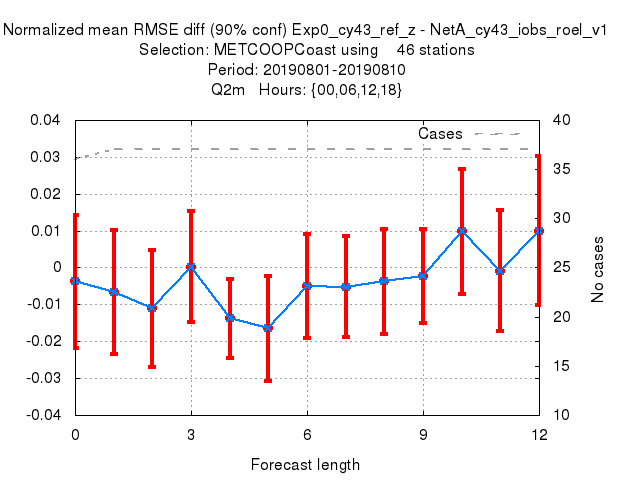 Normalized mean RMSE diff (90% conf) Exp0_cy43_ref_z - NetA_cy43_iobs_roel_v1
Selection: METCOOPCoast using 46 stations
Period: 20190801-20190810
Q2m Hours: {00,06,12,18}
Cases
0.04
0.03
0.02
0.01
0
-0.01
-0.02
-0.03
-0.04
40
35
30
25
20
15
10
No cases
0 3 6 9 12
Forecast length